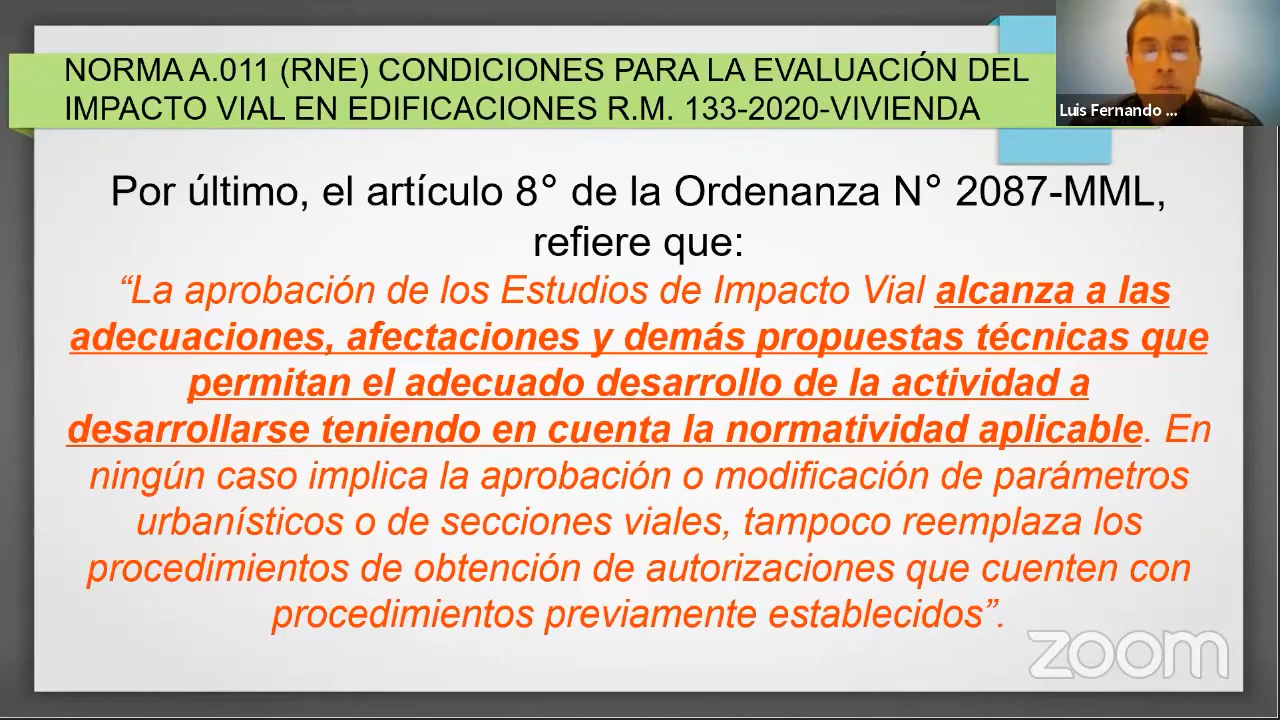 NORMA A.011 (RNE) CONDICIONES PARA LA EVALUACIÓN DEL
IMPACTO VIAL EN EDIFICACIONES R.M. 133-2020-VIVIENDA
Luis Fernando ...
Por último, el artículo 8° de la Ordenanza N° 2087-MML,
refiere que:
“La aprobación de los Estudios de Impacto Vial alcanza a las
adecuaciones, afectaciones y demás propuestas técnicas que
permitan el adecuado desarrollo de la actividad a
desarrollarse teniendo en cuenta la normatividad aplicable. En
ningún caso implica la aprobación o modificación de parámetros
urbanísticos o de secciones viales, tampoco reemplaza los
procedimientos de obtención de autorizaciones que cuenten con
procedimientos previamente establecidos”.
zoom